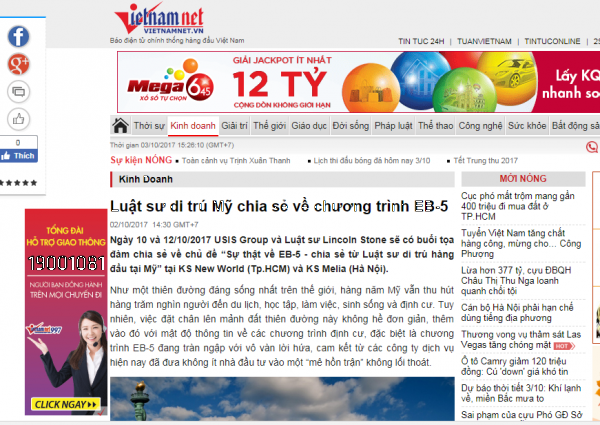 Vietnamnet
VIETNAMNET.VN
Báo điện tử chính thống hàng đầu Việt Nam
TIN TỨC 24H | TUANVIETNAM | TINTUCONLINE | 2S
Mega 6/45
XỔ SỐ TỰ CHỌN
GIẢI JACKPOT ÍT NHẤT
12 TỶ
CỘNG DỒN KHÔNG GIỚI HẠN
Lấy KQ
nhanh so
Thời sự Kinh doanh Giải trí Thế giới Giáo dục Đời sống Pháp luật Thể thao Công nghệ Sức khỏe Bất động sả
Thời gian 03/10/2017 15:26:10 (GMT+7)
Sự kiện NÓNG Toàn cảnh vụ Trịnh Xuân Thanh Lịch thi đấu bóng đá hôm nay 3/10 Tết Trung thu 2017
0
Thích
Kinh Doanh
Luật sư di trú Mỹ chia sẻ về chương trình EB-5
02/10/2017 14:30 GMT+7
Ngày 10 và 12/10/2017 USIS Group và Luật sư Lincoln Stone sẽ có buổi tọa
đàm chia sẻ về chủ đề “Sự thật về EB-5 - chia sẻ từ Luật sư di trú hàng
đầu tại Mỹ” tại KS New World (Tp.HCM) và KS Melia (Hà Nội).
Như một thiên đường đáng sống nhất trên thế giới, hàng năm Mỹ vẫn thu hút
hàng trăm nghìn người đến du lịch, học tập, làm việc, sinh sống và định cư. Tuy
nhiên, việc đặt chân lên mảnh đất thiên đường này không hề đơn giản, thêm
vào đó với mật độ thông tin về các chương trình định cư, đặc biệt là chương
trình EB-5 đang tràn ngập với vô vàn lời hứa, cam kết từ các công ty dịch vụ
hiện nay đã đưa không ít nhà đầu tư vào một “mê hồn trận” không lối thoát.
MỚI NÓNG
Cục phó mất trộm mang gần
400 triệu đi mua đất ở
TP.HCM
Tuyển Việt Nam tăng chất
hàng công, mừng cho… Công
Phượng
Lừa hơn 377 tỷ, cựu ĐBQH
Châu Thị Thu Nga loanh
quanh chối tội
Cán bộ Hà Nội phải hạn chế
dùng tiếng địa phương
Thương vong vụ thảm sát Las
Vegas tăng chóng mặt HOT
Ô tô Camry giảm 120 triệu
đồng: Cú 'down' giá khó tin
Dự báo thời tiết 3/10: Khí lạnh
về, miền Bắc mưa to
Sai phạm của cựu Phó GĐ Sở
TỔNG ĐÀI
HỖ TRỢ GIAO THÔNG
19001081
NGƯỜI BẠN ĐỒNG HÀNH
TRÊN MỌI CHUYẾN ĐI
CLICK NGAY